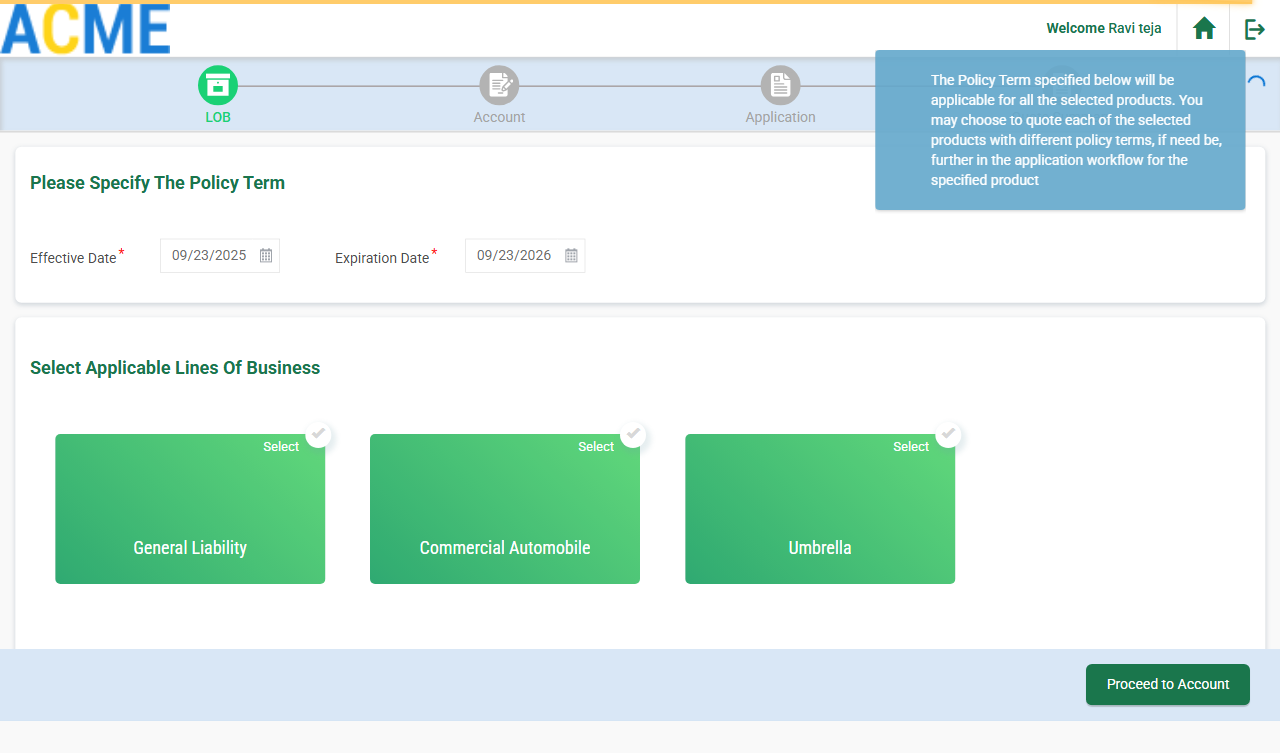 ACME
Welcome Ravi teja
The Policy Term specified below will be
applicable for all the selected products. You
may choose to quote each of the selected
products with different policy terms, if need be,
further in the application workflow for the
specified product
LOB
Account
Application
Please Specify The Policy Term
Effective Date* 09/23/2025 Expiration Date* 09/23/2026
Select Applicable Lines Of Business
Select
General Liability
Select
Commercial Automobile
Select
Umbrella
Proceed to Account